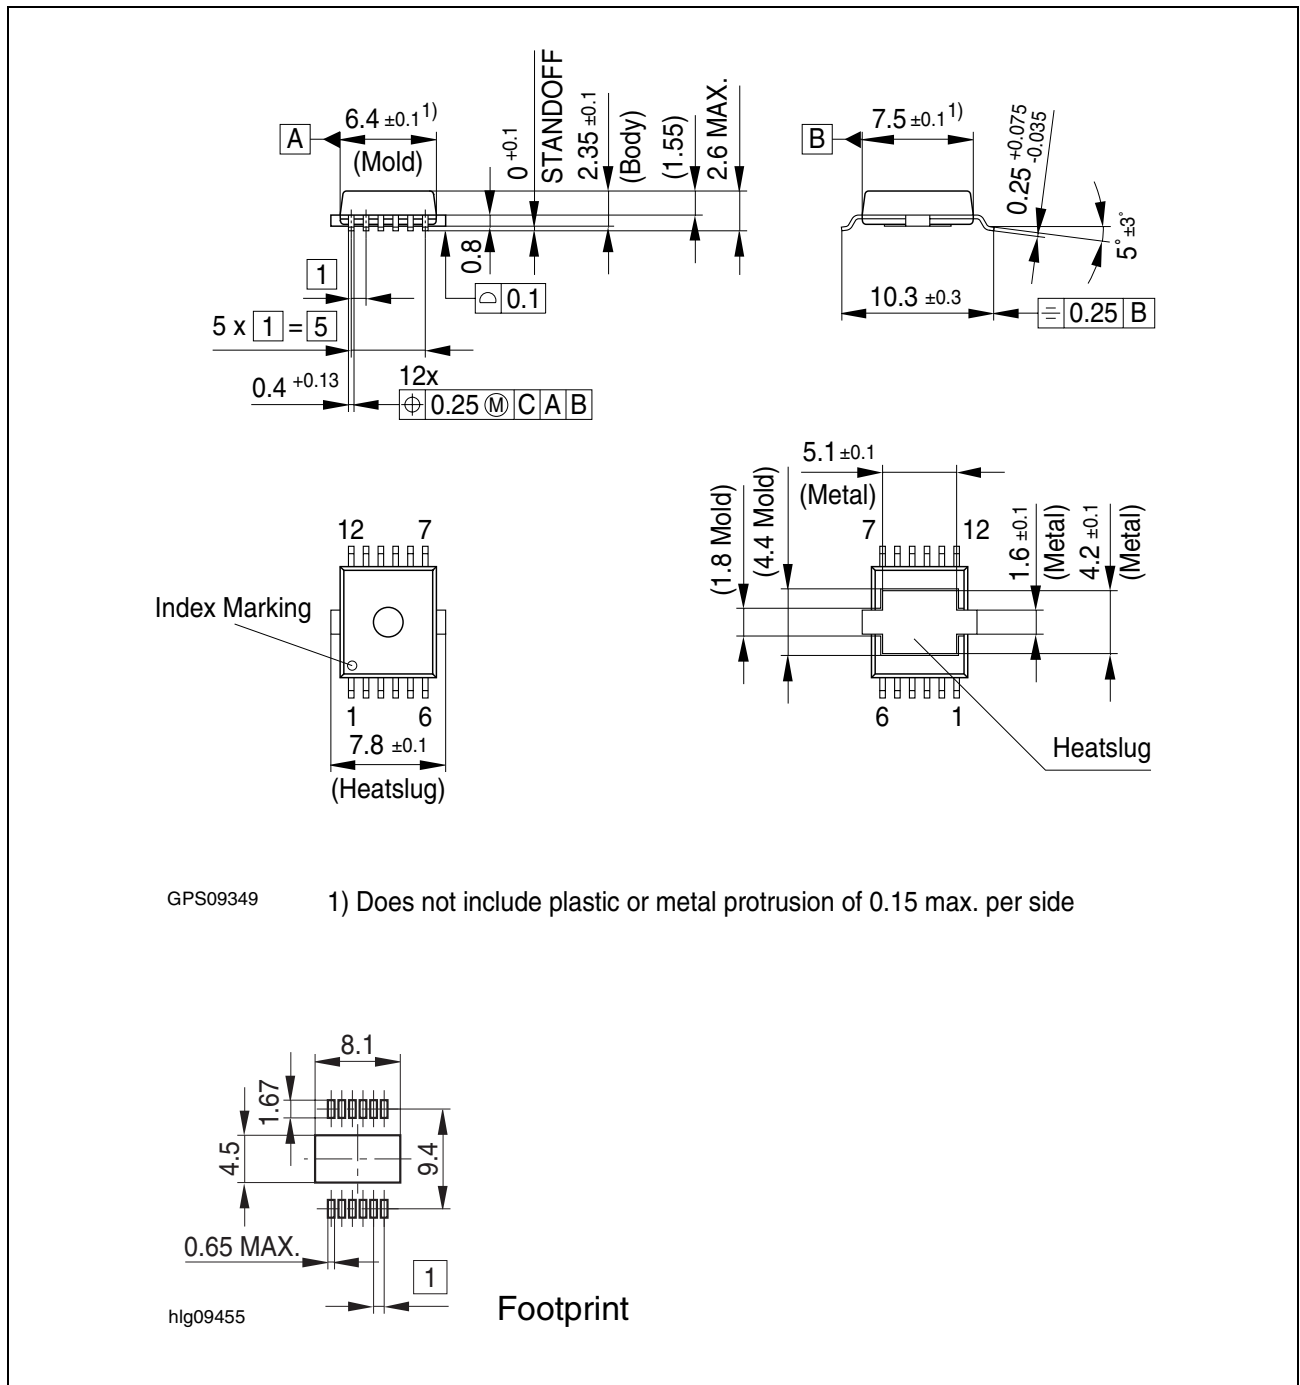 A
6.4 ±0.1 1)
(Mold)
0 +0.1
STANDOFF
2.35 ±0.1
(Body)
(1.55)
2.6 MAX.
0.8
1
0.1
5 x 1 = 5
0.4 +0.13
12x
0.25 Ⓜ C A B
B
7.5 ±0.1 1)
0.25 +0.075 -0.035
5° ±3°
10.3 ±0.3
0.25 B
12 7
Index Marking
1 6
7.8 ±0.1
(Heatslug)
5.1 ±0.1
(Metal)
(1.8 Mold)
(4.4 Mold)
7 12
1.6 ±0.1
(Metal)
4.2 ±0.1
(Metal)
6 1
Heatslug
GPS09349
1) Does not include plastic or metal protrusion of 0.15 max. per side
8.1
1.67
4.5
9.4
0.65 MAX.
1
hlg09455
Footprint